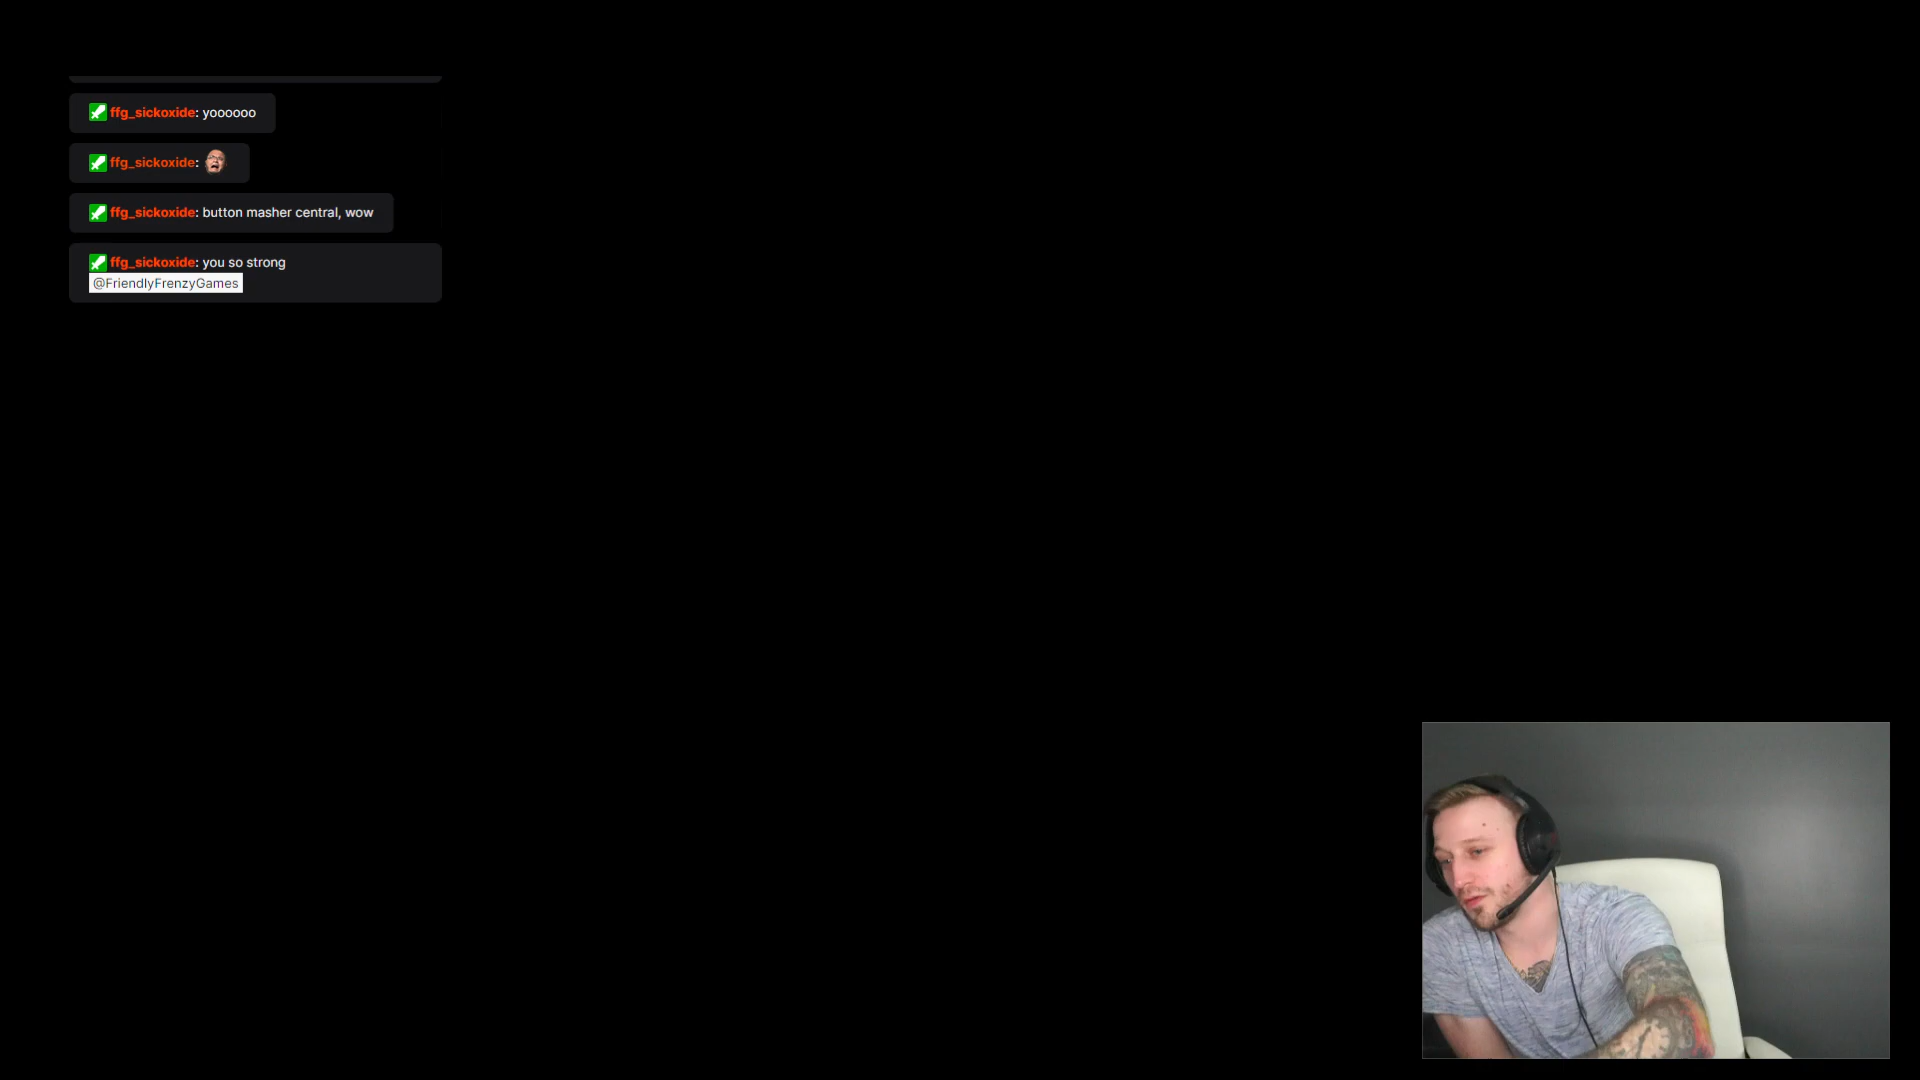 ffg_sickoxide: yoooooo
ffg_sickoxide:
ffg_sickoxide: button masher central, wow
ffg_sickoxide: you so strong
@FriendlyFrenzyGames